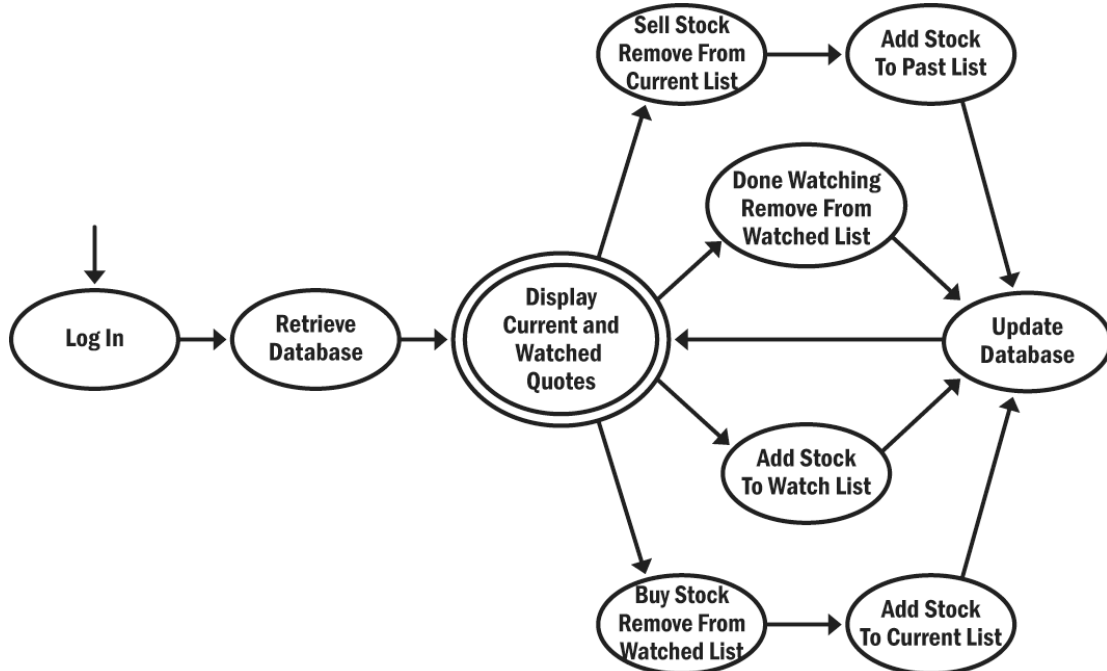 Sell Stock
Remove From
Current List
Add Stock
To Past List
Done Watching
Remove From
Watched List
Log In
Retrieve
Database
Display
Current and
Watched
Quotes
Update
Database
Add Stock
To Watch List
Buy Stock
Remove From
Watched List
Add Stock
To Current List